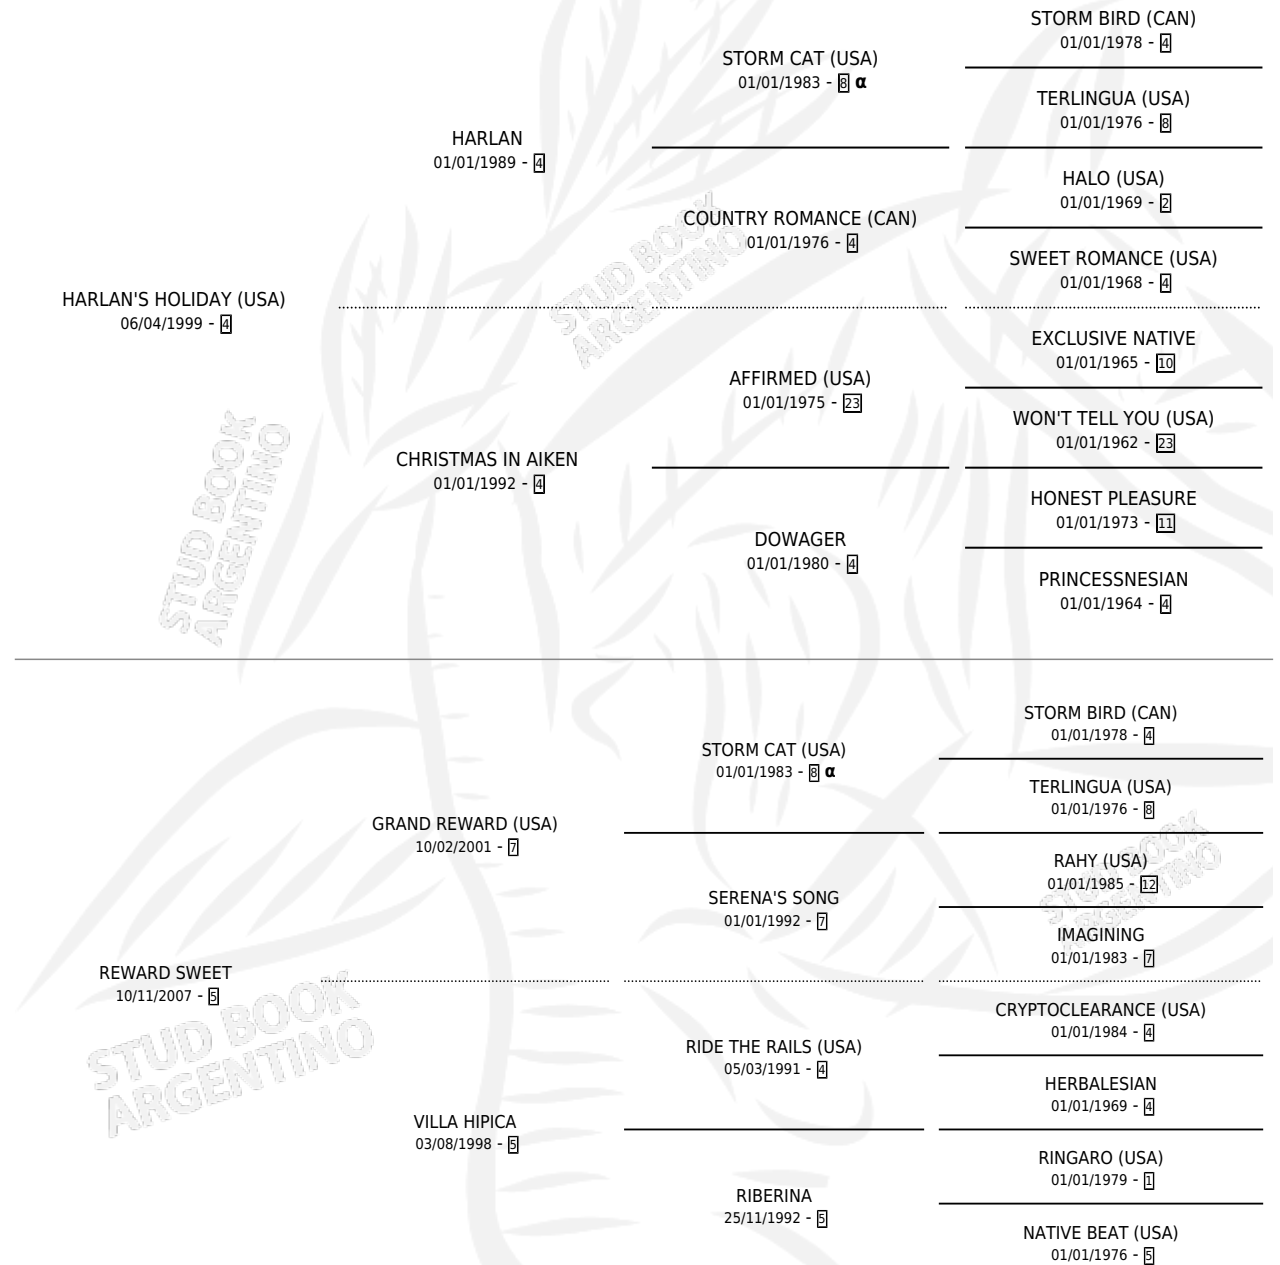 STORM BIRD (CAN)
01/01/1978 - 4
STORM CAT (USA)
01/01/1983 - 8 α
TERLINGUA (USA)
01/01/1976 - 8
HARLAN
01/01/1989 - 4
HALO (USA)
01/01/1969 - 2
COUNTRY ROMANCE (CAN)
01/01/1976 - 4
SWEET ROMANCE (USA)
01/01/1968 - 4
HARLAN'S HOLIDAY (USA)
06/04/1999 - 4
STUD BOOK
ARGENTINO
EXCLUSIVE NATIVE
01/01/1965 - 10
AFFIRMED (USA)
01/01/1975 - 23
WON'T TELL YOU (USA)
01/01/1962 - 23
CHRISTMAS IN AIKEN
01/01/1992 - 4
HONEST PLEASURE
01/01/1973 - 11
DOWAGER
01/01/1980 - 4
PRINCESSNESIAN
01/01/1964 - 4
STUD BOOK
ARGENTINO
STORM BIRD (CAN)
01/01/1978 - 4
STORM CAT (USA)
01/01/1983 - 8 α
TERLINGUA (USA)
01/01/1976 - 8
GRAND REWARD (USA)
10/02/2001 - 7
RAHY (USA)
01/01/1985 - 12
SERENA'S SONG
01/01/1992 - 7
IMAGINING
01/01/1983 - 7
STUD BOOK
ARGENTINO
REWARD SWEET
10/11/2007 - 5
STUD BOOK
ARGENTINO
CRYPTOCLEARANCE (USA)
01/01/1984 - 4
RIDE THE RAILS (USA)
05/03/1991 - 4
HERBALESIAN
01/01/1969 - 4
VILLA HIPICA
03/08/1998 - 5
RINGARO (USA)
01/01/1979 - 1
RIBERINA
25/11/1992 - 5
NATIVE BEAT (USA)
01/01/1976 - 5